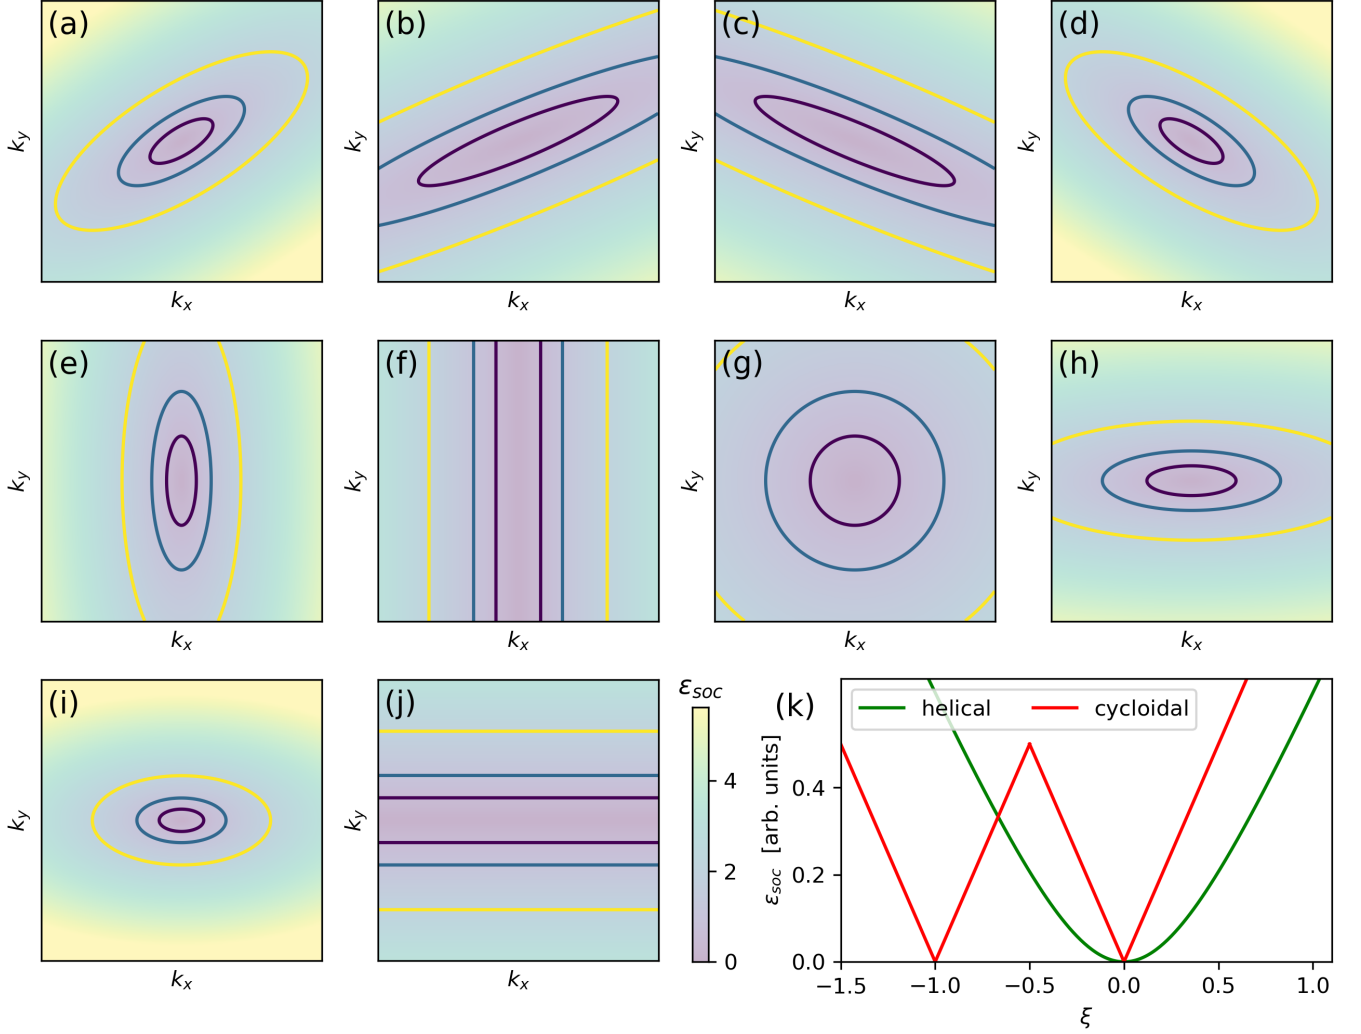 (a) (b) (c) (d)
k_y k_y k_y k_y
k_x k_x k_x k_x
(e) (f) (g) (h)
k_y k_y k_y k_y
k_x k_x k_x k_x
(i) (j) ε_soc (k) helical cycloidal
k_y k_y 4 ε_soc [arb. units] 0.4
2 0.2
0 0.0
k_x k_x −1.5 −1.0 −0.5 0.0 0.5 1.0
ξ